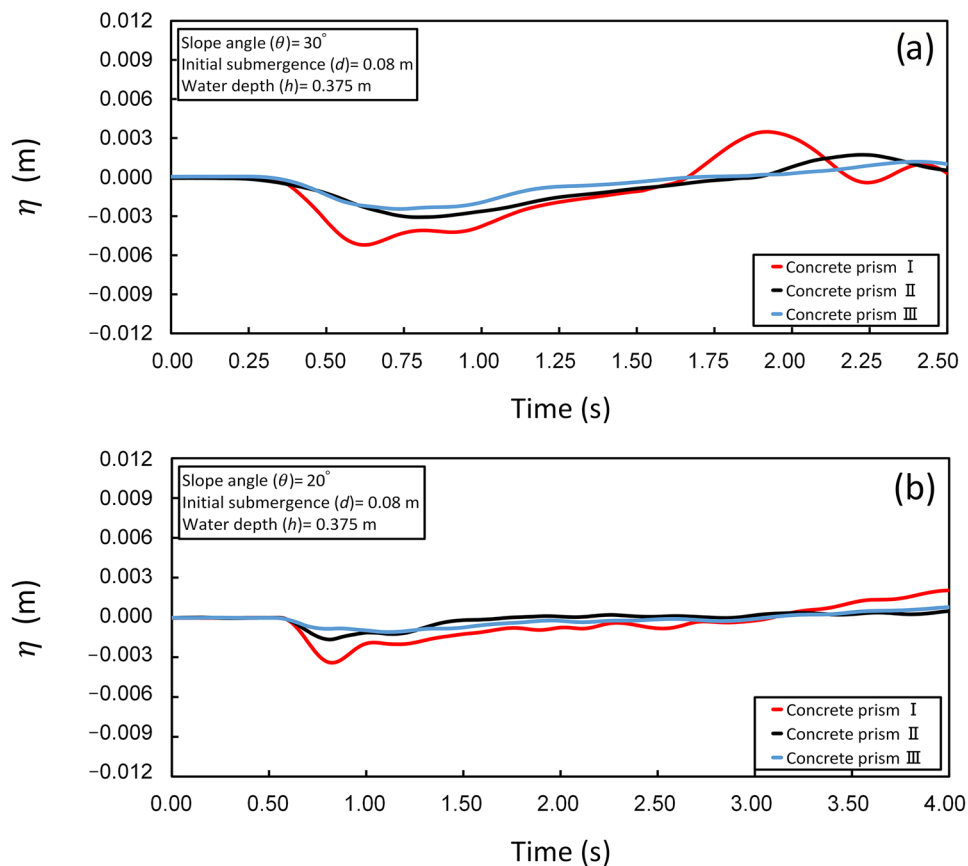 0.012
0.009
0.006
0.003
0.000
−0.003
−0.006
−0.009
−0.012
η (m)
Slope angle (θ)= 30°
Initial submergence (d)= 0.08 m
Water depth (h)= 0.375 m
(a)
Concrete prism Ⅰ
Concrete prism Ⅱ
Concrete prism Ⅲ
0.00 0.25 0.50 0.75 1.00 1.25 1.50 1.75 2.00 2.25 2.50
Time (s)
0.012
0.009
0.006
0.003
0.000
−0.003
−0.006
−0.009
−0.012
η (m)
Slope angle (θ)= 20°
Initial submergence (d)= 0.08 m
Water depth (h)= 0.375 m
(b)
Concrete prism Ⅰ
Concrete prism Ⅱ
Concrete prism Ⅲ
0.00 0.50 1.00 1.50 2.00 2.50 3.00 3.50 4.00
Time (s)